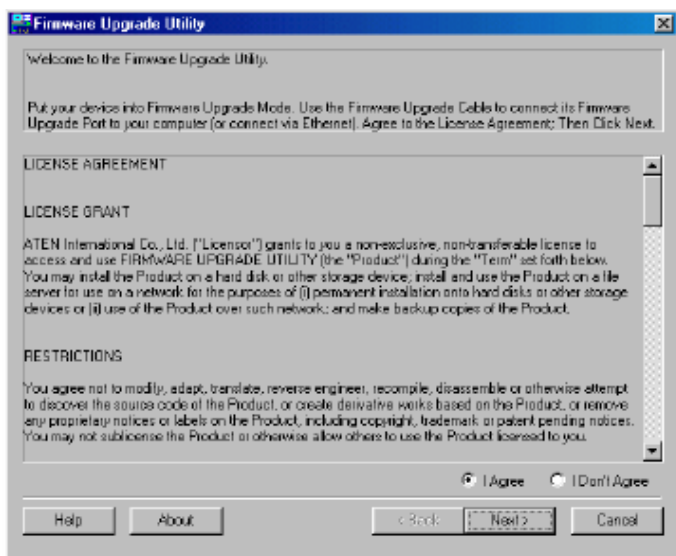 Firmware Upgrade Utility
Welcome to the Firmware Upgrade Utility.
Put your device into Firmware Upgrade Mode. Use the Firmware Upgrade Cable to connect its Firmware
Upgrade Port to your computer (or connect via Ethernet). Agree to the License Agreement; Then Click Next.
LICENSE AGREEMENT
LICENSE GRANT
ATEN International Co., Ltd. ("Licensor") grants to you a non-exclusive, non-transferable license to
access and use FIRMWARE UPGRADE UTILITY (the "Product") during the "Term" set forth below.
You may install the Product on a hard disk or other storage device; install and use the Product on a file
server for use on a network for the purposes of (i) permanent installation onto hard disks or other storage
devices or (ii) use of the Product over such network; and make backup copies of the Product.
RESTRICTIONS
You agree not to modify, adapt, translate, reverse engineer, recompile, disassemble or otherwise attempt
to discover the source code of the Product, or create derivative works based on the Product, or remove
any proprietary notices or labels on the Product, including copyright, trademark or patent pending notices.
You may not sublicense the Product or otherwise allow others to use the Product licensed to you.
I Agree I Don't Agree
Help About < Back Next > Cancel